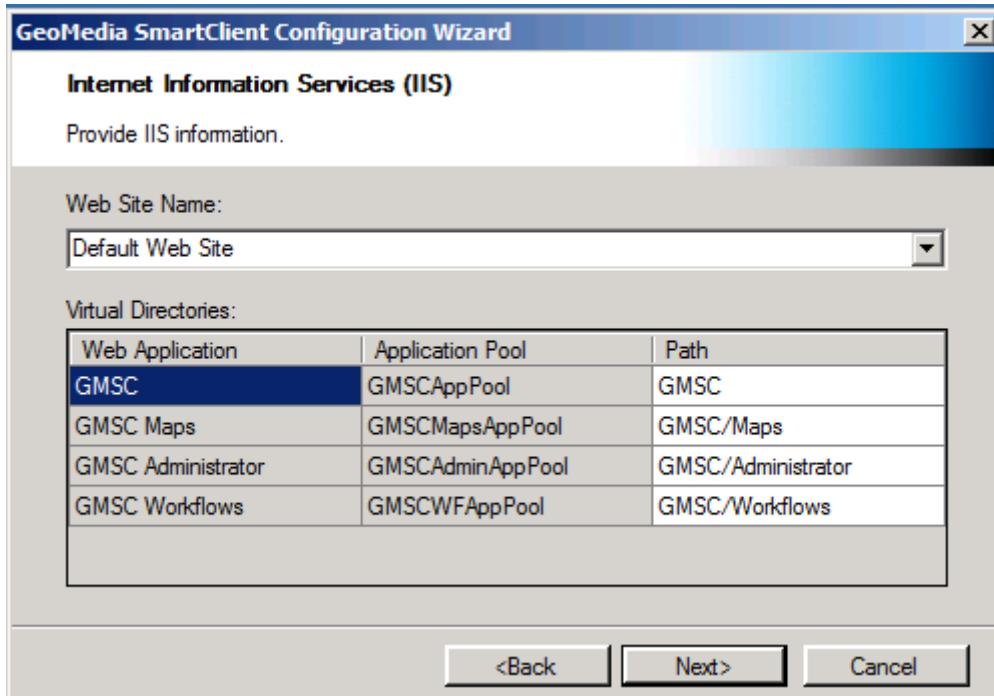 GeoMedia SmartClient Configuration Wizard
Internet Information Services (IIS)
Provide IIS information.
Web Site Name:
Default Web Site
Virtual Directories:
Web Application Application Pool Path
GMSC GMSCAppPool GMSC
GMSC Maps GMSCMapsAppPool GMSC/Maps
GMSC Administrator GMSCAdminAppPool GMSC/Administrator
GMSC Workflows GMSCWFAppPool GMSC/Workflows
<Back Next> Cancel